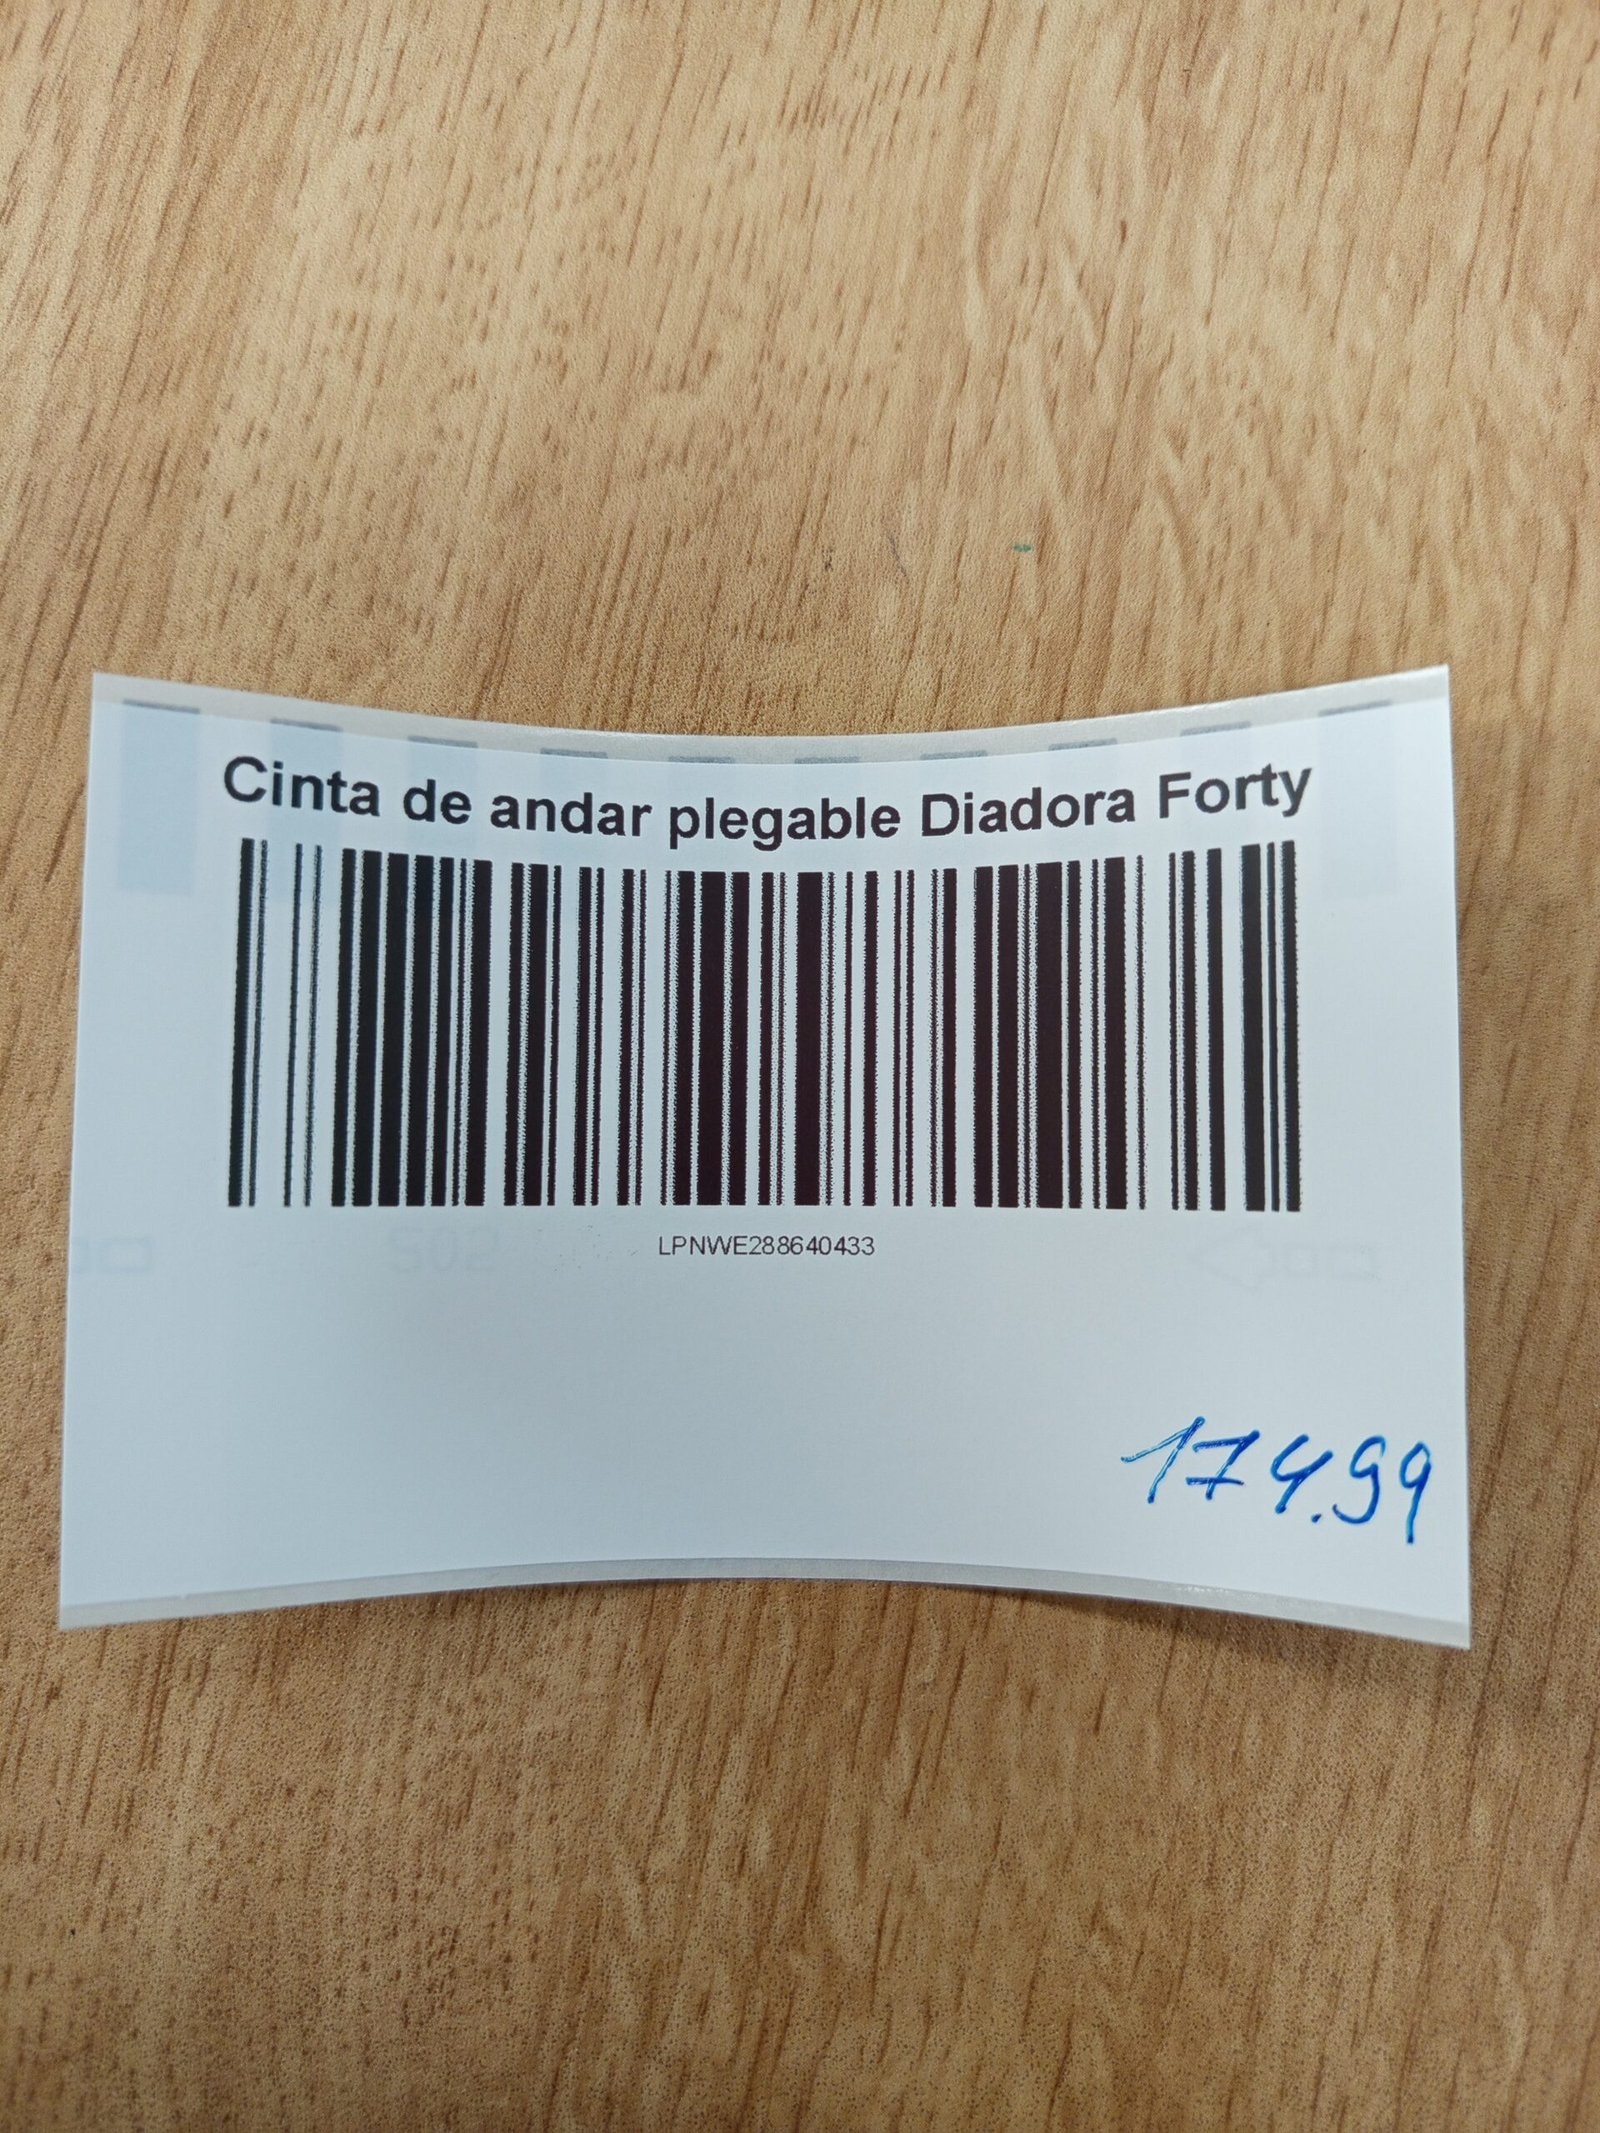 Cinta de andar plegable Diadora Forty
LPNWE288640433
174.99